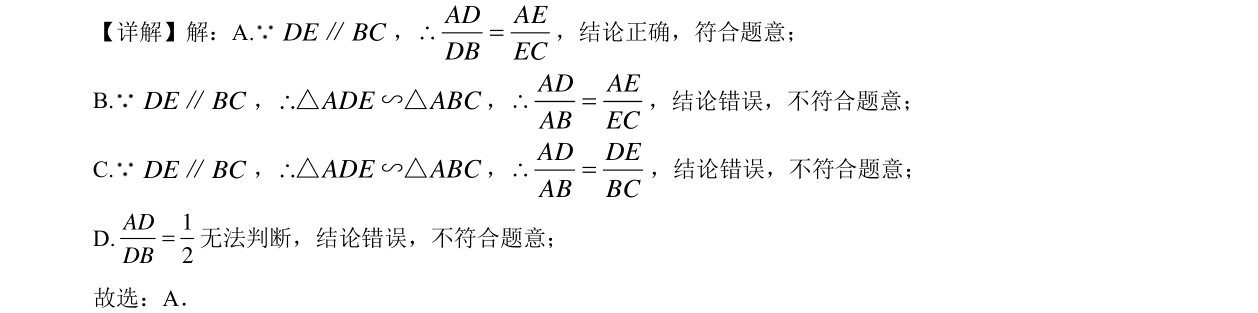 【详解】解：A.∵ DE∥BC，∴AD/DB=AE/EC，结论正确，符合题意；
B.∵ DE∥BC，∴△ADE∽△ABC，∴AD/AB=AE/EC，结论错误，不符合题意；
C.∵ DE∥BC，∴△ADE∽△ABC，∴AD/AB=DE/BC，结论错误，不符合题意；
D.AD/DB=1/2无法判断，结论错误，不符合题意；
故选：A．